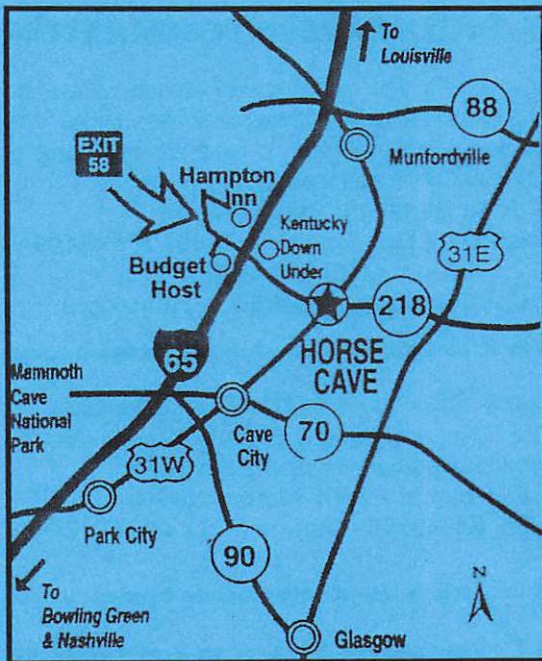 To
Louisville
88
EXIT
58
Munfordville
Hampton
Inn
Kentucky
Down
Under
31E
Budget
Host
218
65
HORSE
CAVE
Mammoth
Cave
National
Park
Cave
City
70
31W
Park City
90
N
To
Bowling Green
& Nashville
Glasgow